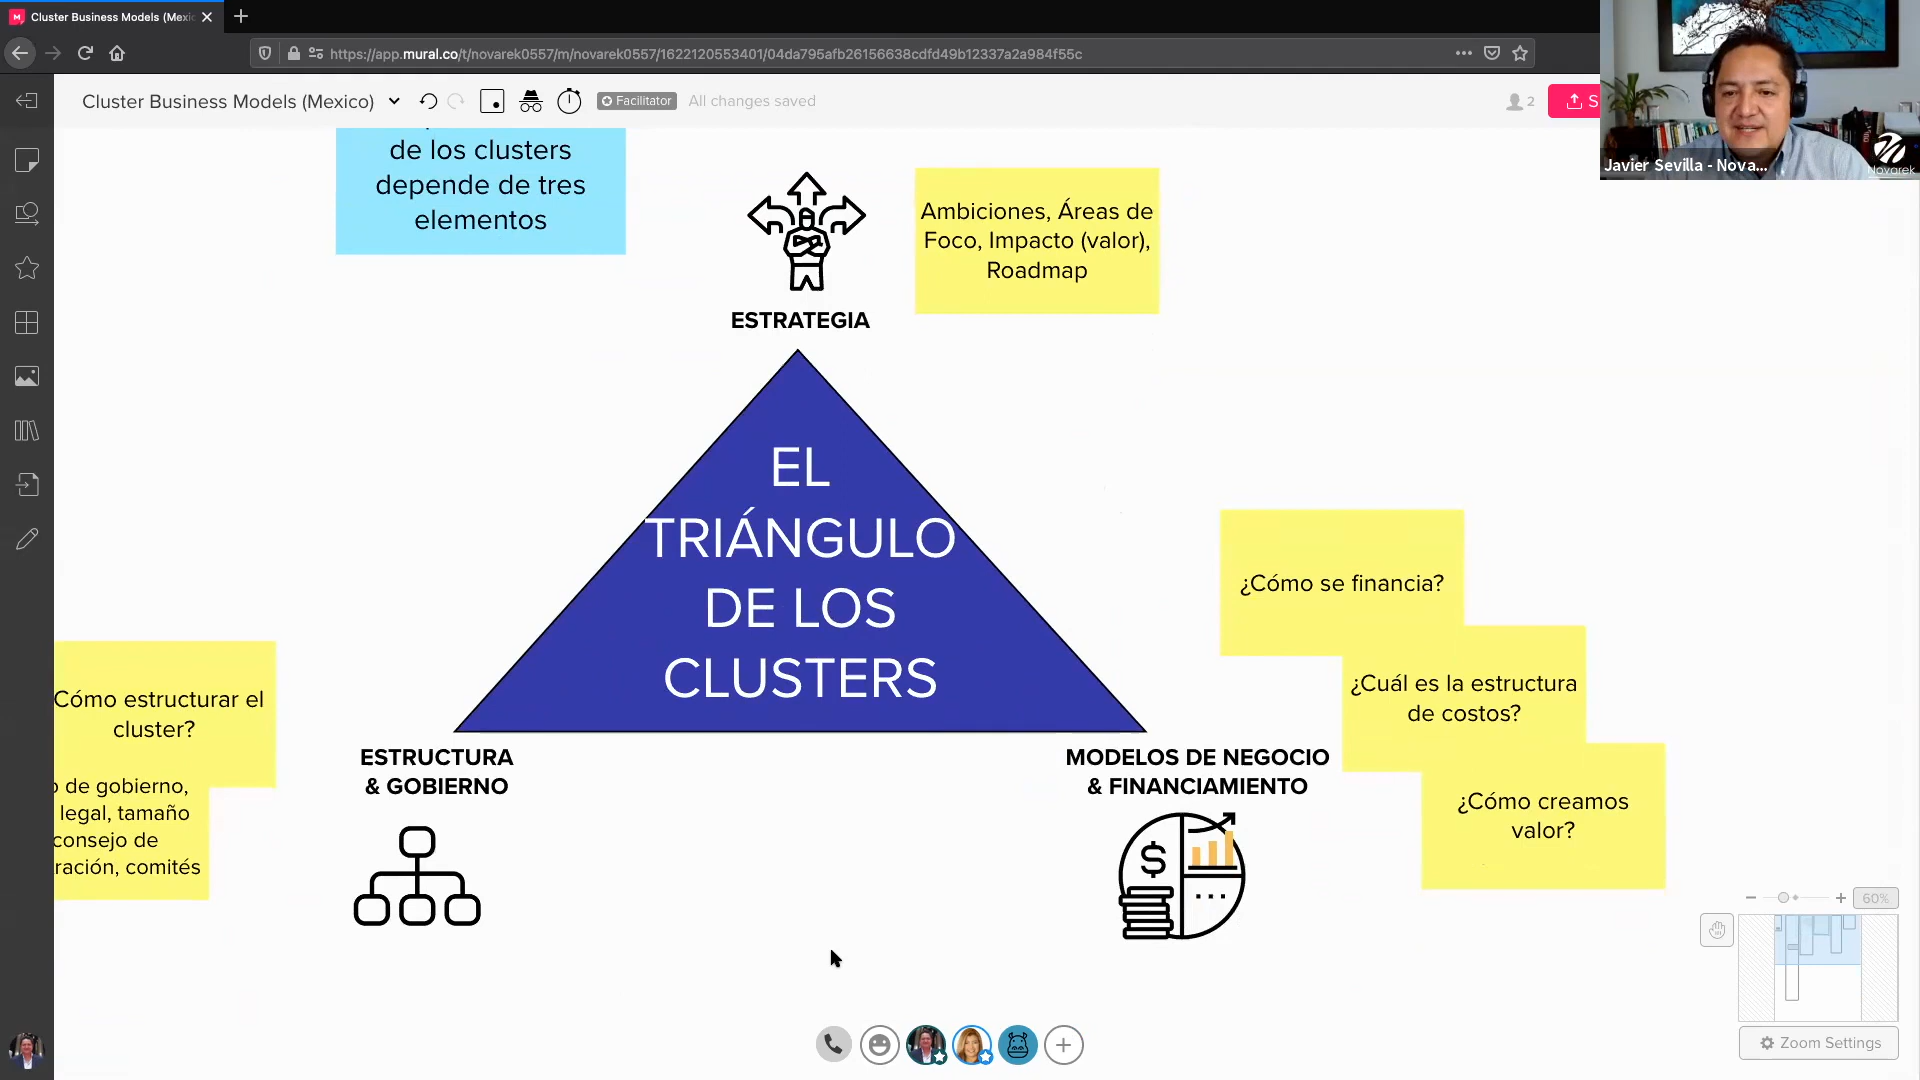 Cluster Business Models (Mexic
https://app.mural.co/t/novarek0557/m/novarek0557/1622120553401/04da795afb26156638cdfd49b12337a2a984f55c
Cluster Business Models (Mexico)
Facilitator
All changes saved
2
S
Javier Sevilla - Nova...
Novarek
de los clusters
depende de tres
elementos
Ambiciones, Áreas de
Foco, Impacto (valor),
Roadmap
ESTRATEGIA
EL
TRIÁNGULO
DE LOS
CLUSTERS
¿Cómo se financia?
¿Cuál es la estructura
de costos?
¿Cómo creamos
valor?
Cómo estructurar el
cluster?
de gobierno,
legal, tamaño
consejo de
ración, comités
ESTRUCTURA
& GOBIERNO
MODELOS DE NEGOCIO
& FINANCIAMIENTO
$
60%
Zoom Settings